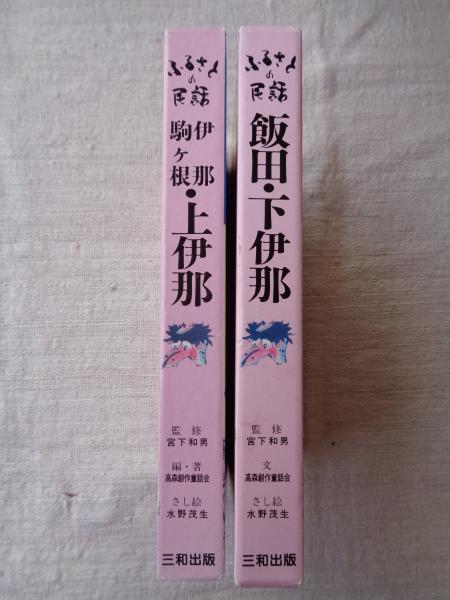 ふるさと
の
民話
伊那
駒ヶ根
・上伊那
監修
宮下和男
編・著
高森創作童話会
さし絵
水野茂生
三和出版
ふるさと
の
民話
飯田・下伊那
監修
宮下和男
文
高森創作童話会
さし絵
水野茂生
三和出版